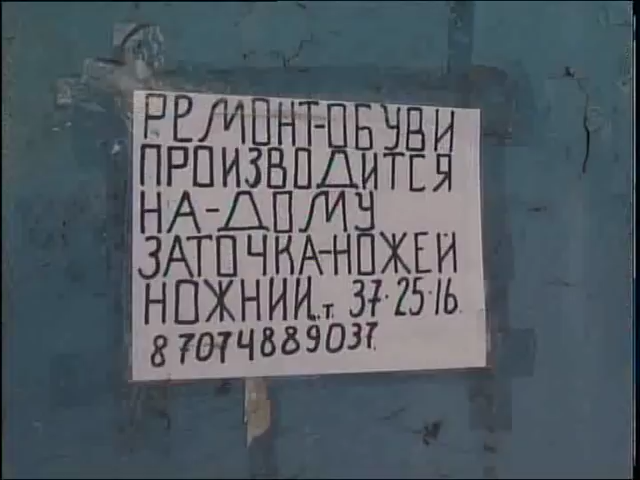 РЕМОНТ-ОБУВИ
ПРОИЗВОДИТСЯ
НА-ДОМУ
ЗАТОЧКА-НОЖЕЙ
НОЖНИЦ. т. 37·25·16.
87074889037.